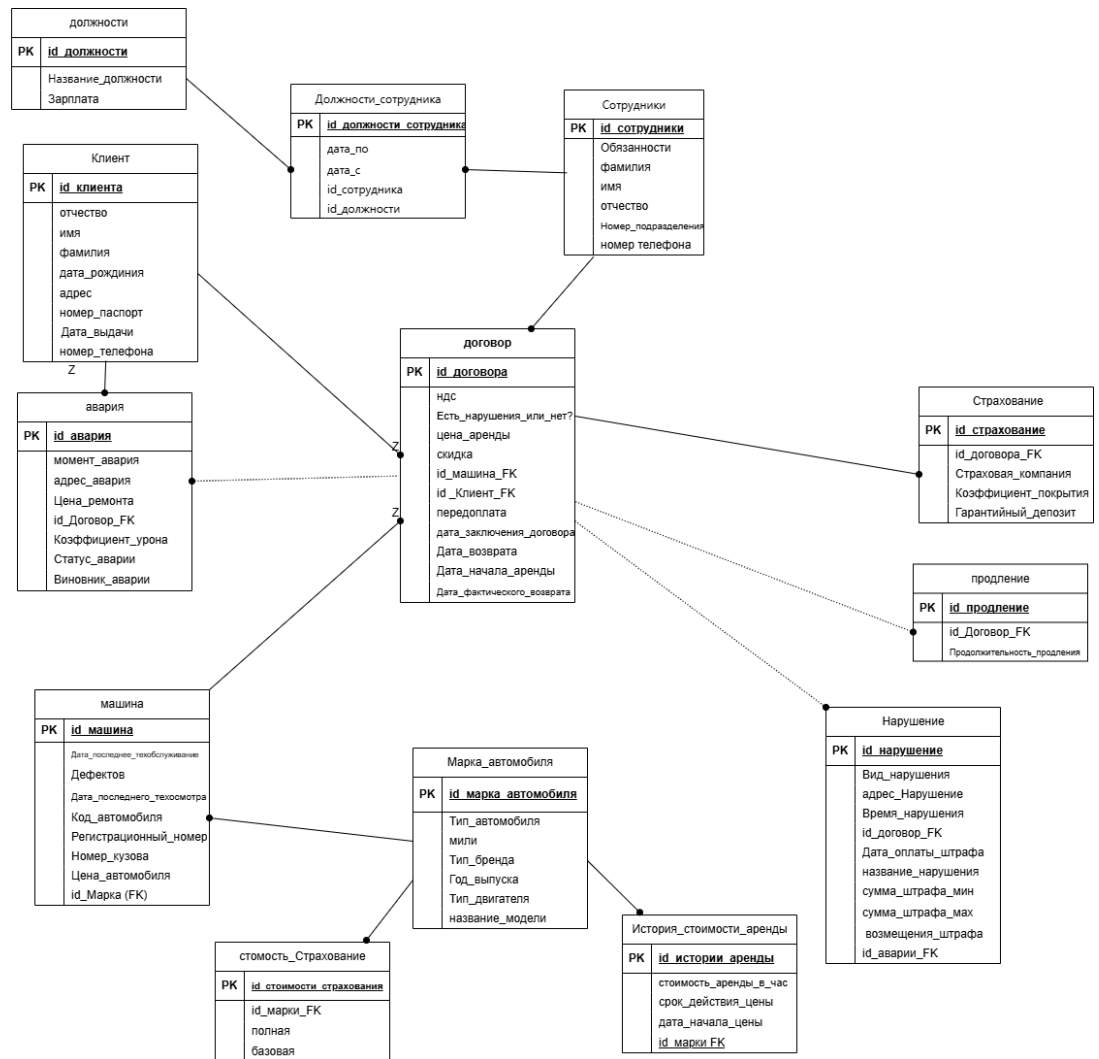 должности
PK id_должности
Название_должности
Зарплата
Должности_сотрудника
PK id_должности_сотрудника
дата_по
дата_с
id_сотрудника
id_должности
Сотрудники
PK id_сотрудники
Обязанности
фамилия
имя
отчество
Номер_подразделения
номер телефона
Клиент
PK id_клиента
отчество
имя
фамилия
дата_рождиния
адрес
номер_паспорт
Дата_выдачи
номер_телефона
Z
авария
PK id_авария
момент_авария
адрес_авария
Цена_ремонта
id_Договор_FK
Коэффициент_урона
Статус_аварии
Виновник_аварии
договор
PK id_договора
ндс
Есть_нарушения_или_нет?
цена_аренды
скидка
id_машина_FK
id _Клиент_FK
передоплата
дата_заключения_договора
Дата_возврата
Дата_начала_аренды
Дата_фактического_возврата
Z
Z
Страхование
PK id_страхование
id_договора_FK
Страховая_компания
Коэффициент_покрытия
Гарантийный_депозит
продление
PK id_продление
id_Договор_FK
Продолжительность_продления
машина
PK id_машина
Дата_последнее_техобслуживание
Дефектов
Дата_последнего_техосмотра
Код_автомобиля
Регистрационный_номер
Номер_кузова
Цена_автомобиля
id_Марка (FK)
Марка_автомобиля
PK id_марка_автомобиля
Тип_автомобиля
мили
Тип_бренда
Год_выпуска
Тип_двигателя
название_модели
Нарушение
PK id_нарушение
Вид_нарушения
адрес_Нарушение
Время_нарушения
id_договор_FK
Дата_оплаты_штрафа
название_нарушения
сумма_штрафа_мин
сумма_штрафа_мах
возмещения_штрафа
id_аварии_FK
стомость_Страхование
PK id_стоимости_страхования
id_марки_FK
полная
базовая
История_стоимости_аренды
PK id_истории_аренды
стоимость_аренды_в_час
срок_действия_цены
дата_начала_цены
id_марки FK